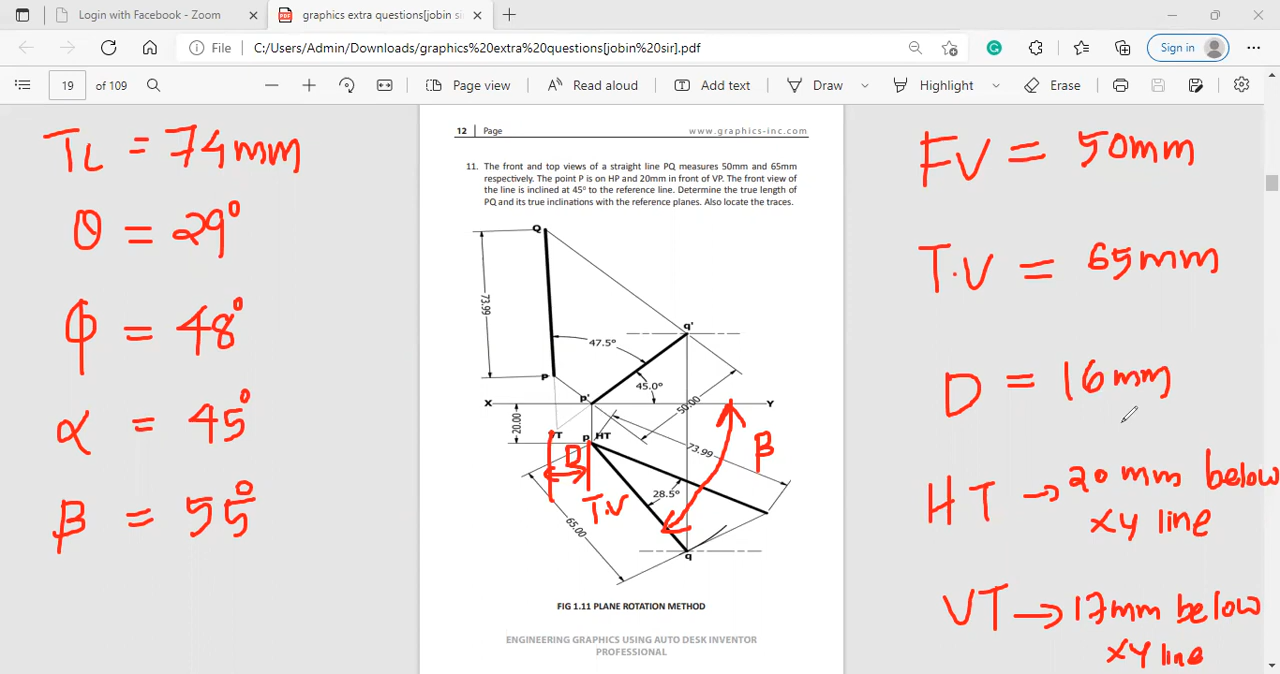 Login with Facebook - Zoom
graphics extra questions[jobin si
File
C:/Users/Admin/Downloads/graphics%20extra%20questions[jobin%20sir].pdf
Sign in
19 of 109
Page view
Read aloud
Add text
Draw
Highlight
Erase
TL = 74mm
θ = 29°
φ = 48°
α = 45°
β = 55°
12 | Page
www.graphics-inc.com
11. The front and top views of a straight line PQ measures 50mm and 65mm
respectively. The point P is on HP and 20mm in front of VP. The front view of
the line is inclined at 45⁰ to the reference line. Determine the true length of
PQ and its true inclinations with the reference planes. Also locate the traces.
Q
73.99
47.5°
q'
P
45.0°
X
p'
Y
20.00
50.00
VT
p
HT
73.99
D
β
28.5°
T.V
65.00
q
FIG 1.11 PLANE ROTATION METHOD
ENGINEERING GRAPHICS USING AUTO DESK INVENTOR
PROFESSIONAL
FV = 50mm
T.V = 65mm
D = 16mm
HT → 20 mm below
XY line
VT → 17mm below
XY line